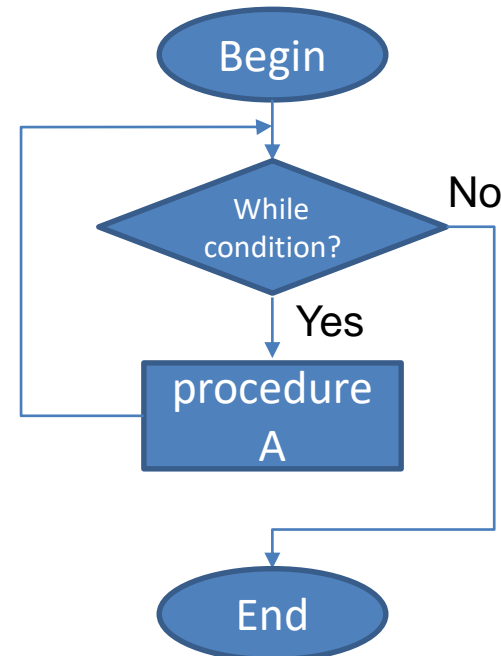 Begin
While
condition?
No
Yes
procedure
A
End